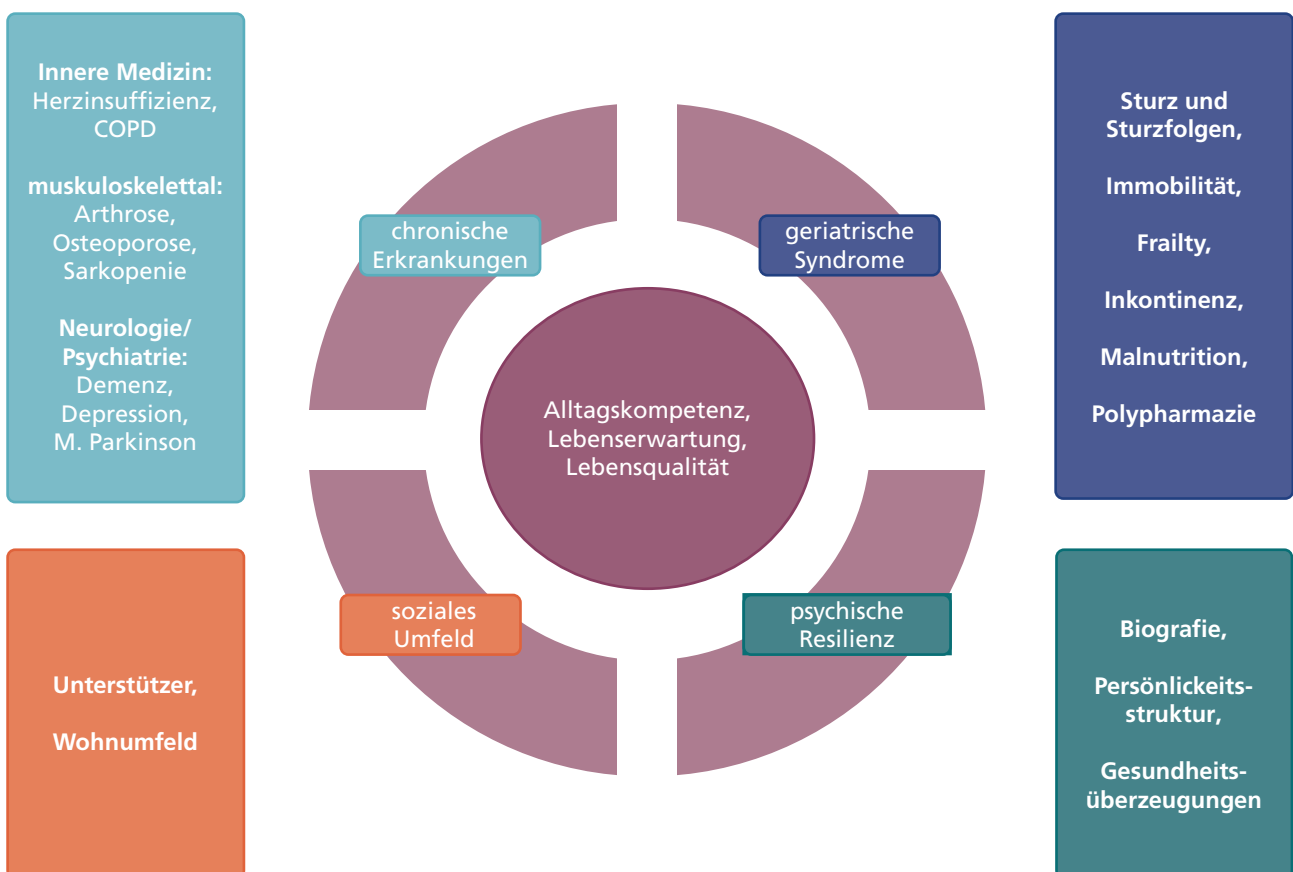 Innere Medizin:
Herzinsuffizienz,
COPD
muskuloskelettal:
Arthrose,
Osteoporose,
Sarkopenie
Neurologie/
Psychiatrie:
Demenz,
Depression,
M. Parkinson
chronische
Erkrankungen
geriatrische
Syndrome
Sturz und
Sturzfolgen,
Immobilität,
Frailty,
Inkontinenz,
Malnutrition,
Polypharmazie
Alltagskompetenz,
Lebenserwartung,
Lebensqualität
Unterstützer,
Wohnumfeld
soziales
Umfeld
psychische
Resilienz
Biografie,
Persönlickeits-
struktur,
Gesundheits-
überzeugungen